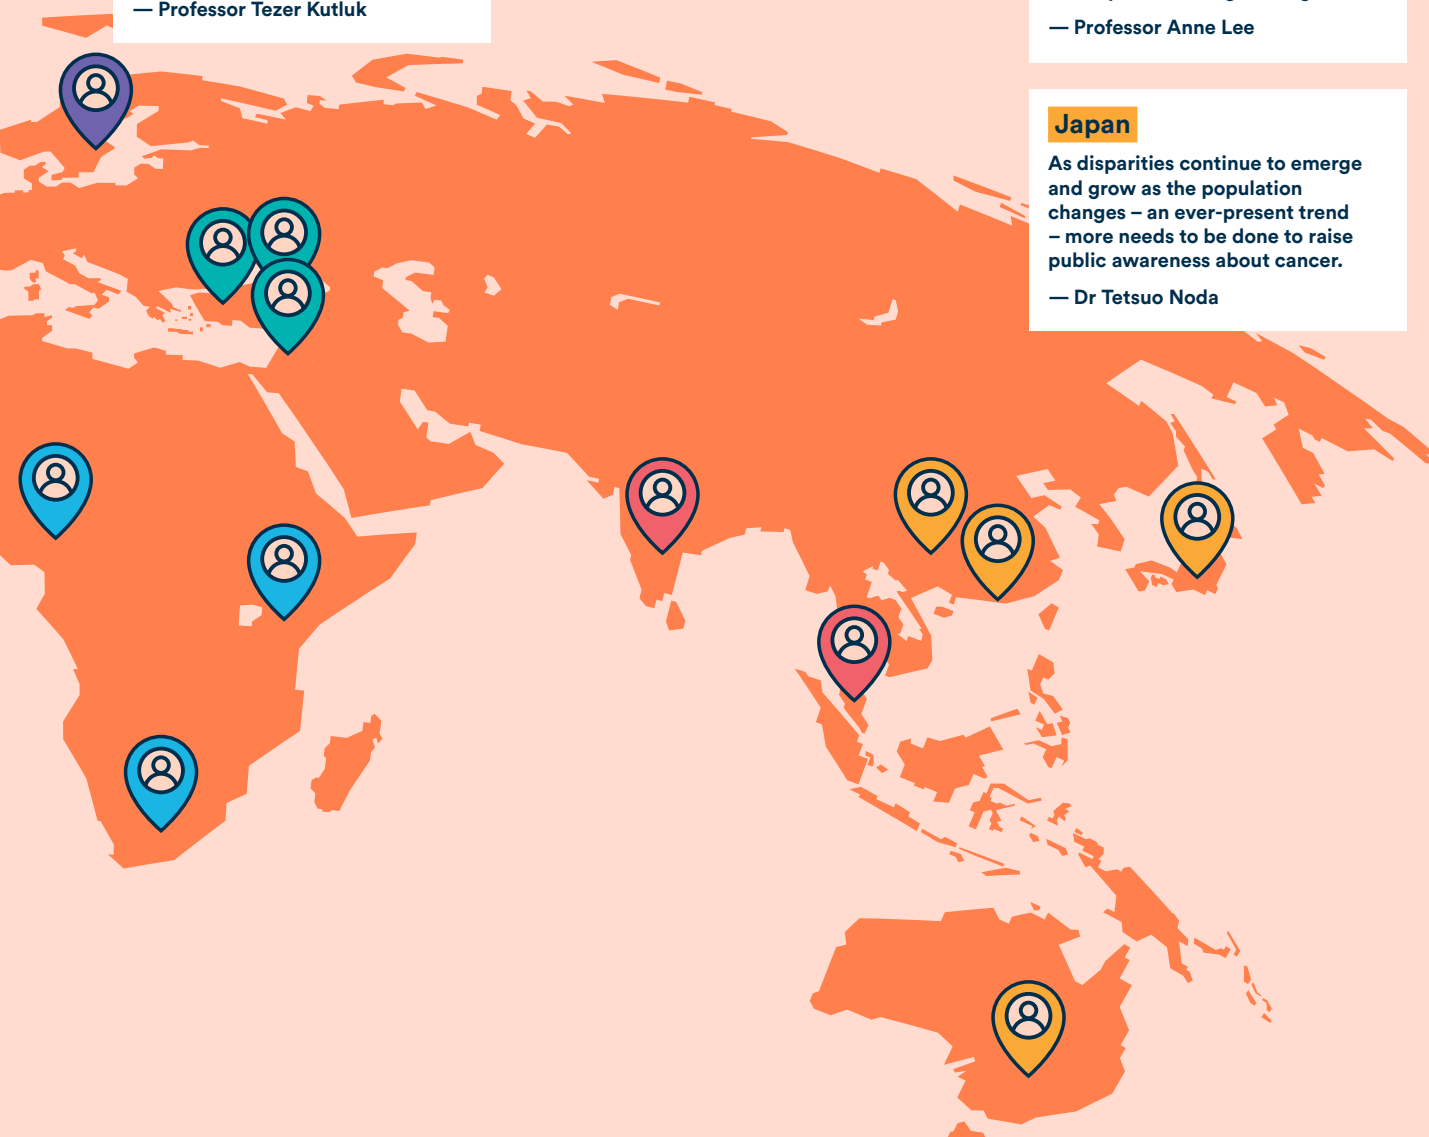 — Professor Tezer Kutluk
— Professor Anne Lee
Japan
As disparities continue to emerge
and grow as the population
changes – an ever-present trend
– more needs to be done to raise
public awareness about cancer.
— Dr Tetsuo Noda